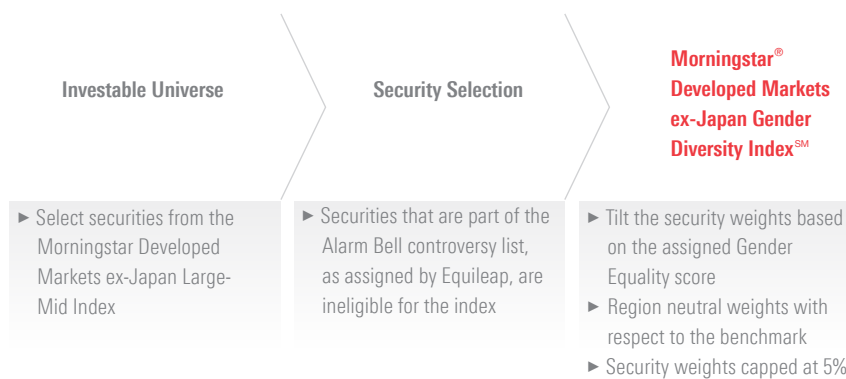 Investable Universe
Security Selection
Morningstar®
Developed Markets
ex-Japan Gender
Diversity Index℠
► Select securities from the
Morningstar Developed
Markets ex-Japan Large-
Mid Index
► Securities that are part of the
Alarm Bell controversy list,
as assigned by Equileap, are
ineligible for the index
► Tilt the security weights based
on the assigned Gender
Equality score
► Region neutral weights with
respect to the benchmark
► Security weights capped at 5%